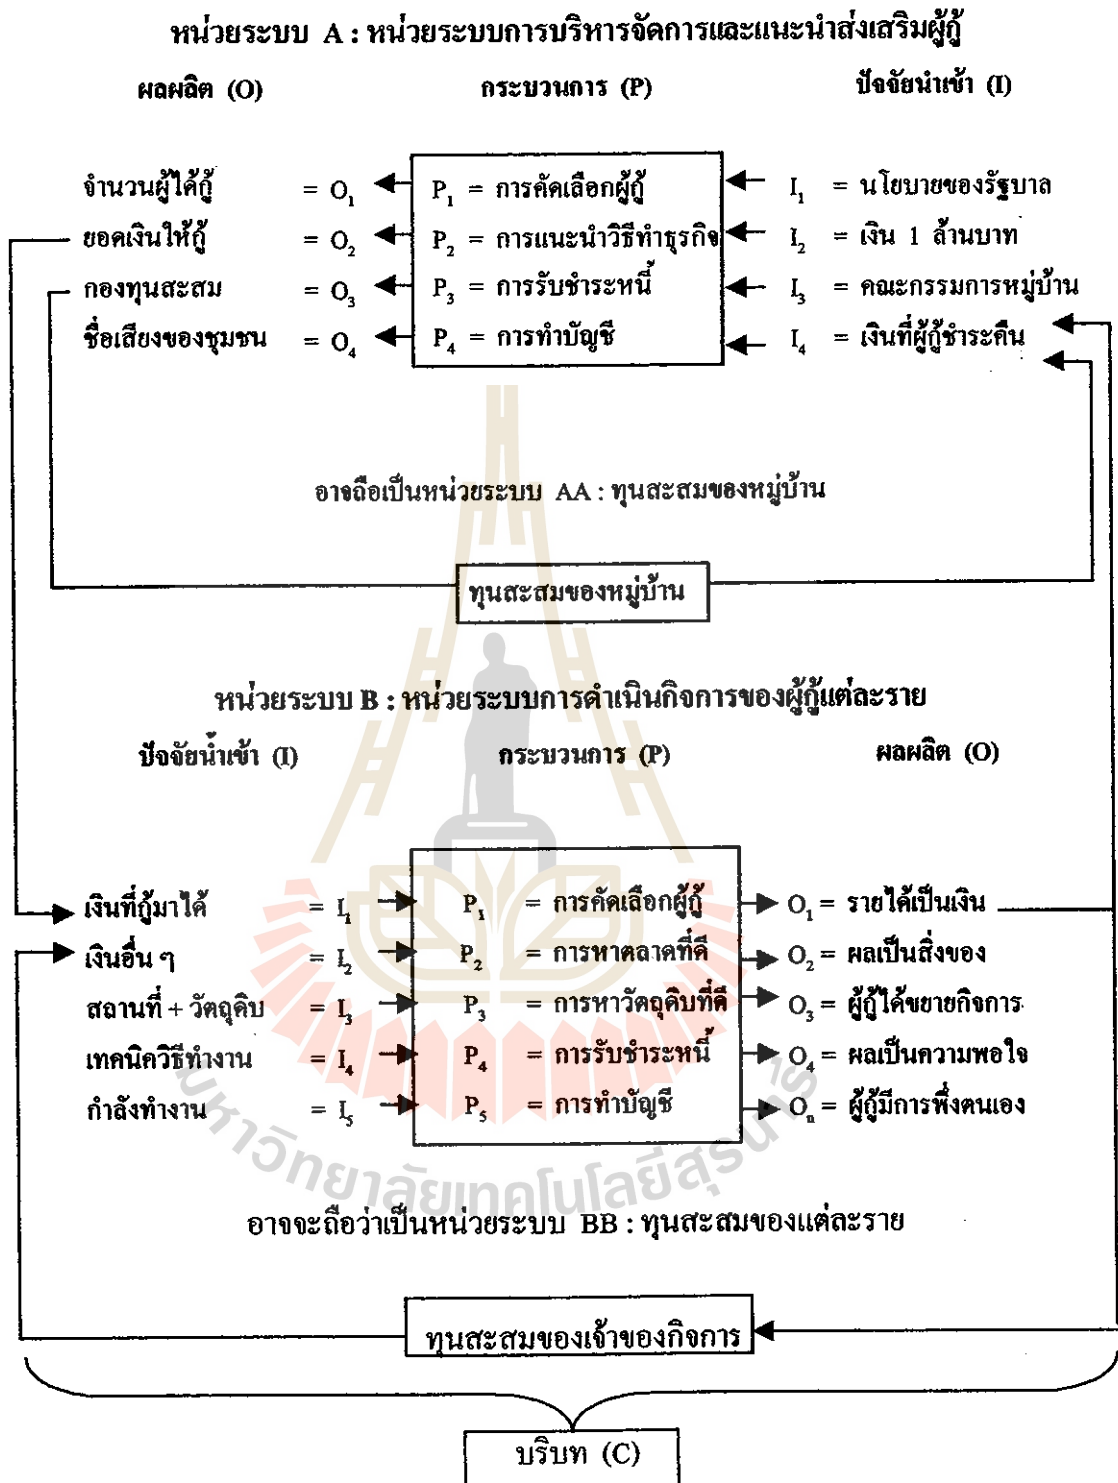 หน่วยระบบ A : หน่วยระบบการบริหารจัดการและแนะนำส่งเสริมผู้กู้
ผลผลิต (O) กระบวนการ (P) ปัจจัยนำเข้า (I)
จำนวนผู้ได้กู้ = O1 P1 = การคัดเลือกผู้กู้ I1 = นโยบายของรัฐบาล
ยอดเงินให้กู้ = O2 P2 = การแนะนำวิธีทำธุรกิจ I2 = เงิน 1 ล้านบาท
กองทุนสะสม = O3 P3 = การรับชำระหนี้ I3 = คณะกรรมการหมู่บ้าน
ชื่อเสียงของชุมชน = O4 P4 = การทำบัญชี I4 = เงินที่ผู้กู้ชำระคืน
อาจถือเป็นหน่วยระบบ AA : ทุนสะสมของหมู่บ้าน
ทุนสะสมของหมู่บ้าน
หน่วยระบบ B : หน่วยระบบการดำเนินกิจการของผู้กู้แต่ละราย
ปัจจัยน้ำเข้า (I) กระบวนการ (P) ผลผลิต (O)
เงินที่กู้มาได้ = I1 P1 = การคัดเลือกผู้กู้ O1 = รายได้เป็นเงิน
เงินอื่น ๆ = I2 P2 = การหาตลาดที่ดี O2 = ผลเป็นสิ่งของ
สถานที่ + วัตถุดิบ = I3 P3 = การหาวัตถุดิบที่ดี O3 = ผู้กู้ได้ขยายกิจการ
เทคนิควิธีทำงาน = I4 P4 = การรับชำระหนี้ O4 = ผลเป็นความพอใจ
กำลังทำงาน = I5 P5 = การทำบัญชี On = ผู้กู้มีการพึ่งตนเอง
มหาวิทยาลัยเทคโนโลยีสุรนารี
อาจจะถือว่าเป็นหน่วยระบบ BB : ทุนสะสมของแต่ละราย
ทุนสะสมของเจ้าของกิจการ
บริบท (C)